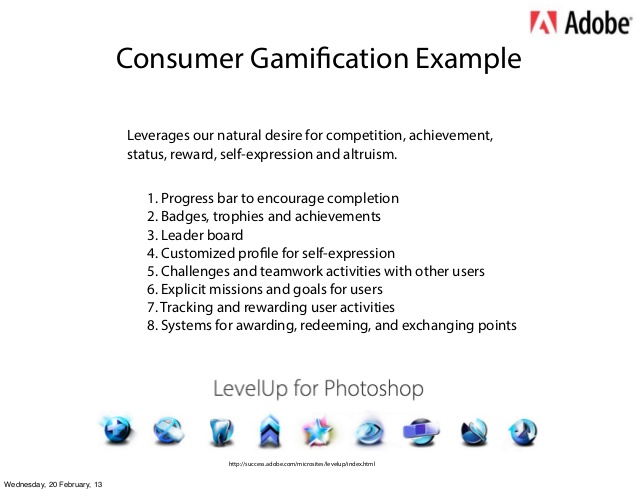 Adobe
Consumer Gamification Example
Leverages our natural desire for competition, achievement,
status, reward, self-expression and altruism.
1. Progress bar to encourage completion
2. Badges, trophies and achievements
3. Leader board
4. Customized profile for self-expression
5. Challenges and teamwork activities with other users
6. Explicit missions and goals for users
7. Tracking and rewarding user activities
8. Systems for awarding, redeeming, and exchanging points
LevelUp for Photoshop
http://success.adobe.com/microsites/levelup/index.html
Wednesday, 20 February, 13